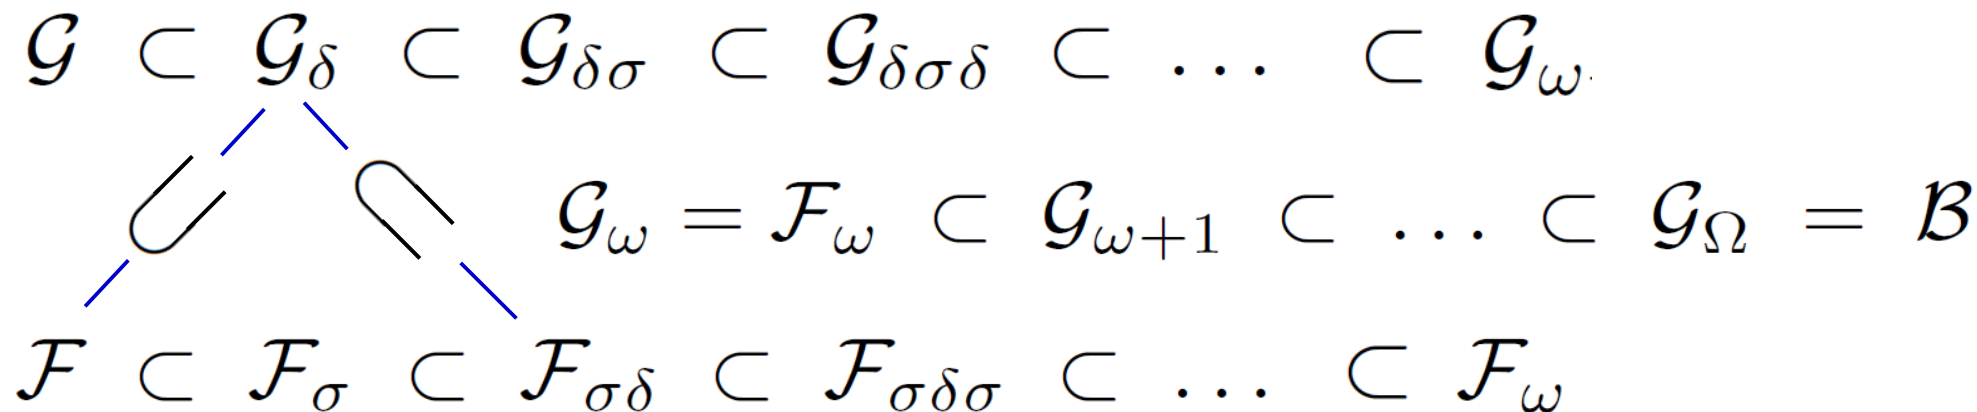 𝒢 ⊂ 𝒢_δ ⊂ 𝒢_δσ ⊂ 𝒢_δσδ ⊂ … ⊂ 𝒢_ω.
⊂ ⊂ 𝒢_ω = ℱ_ω ⊂ 𝒢_ω+1 ⊂ … ⊂ 𝒢_Ω = ℬ
ℱ ⊂ ℱ_σ ⊂ ℱ_σδ ⊂ ℱ_σδσ ⊂ … ⊂ ℱ_ω